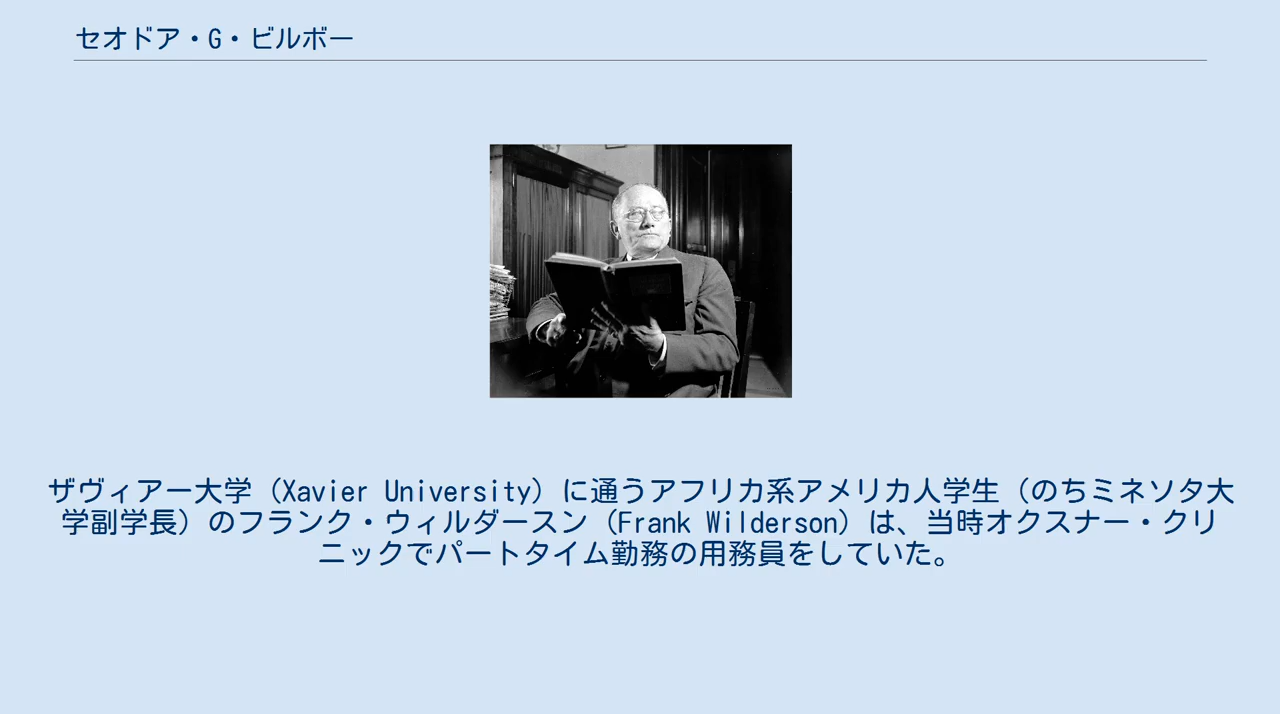 セオドア・G・ビルボー
ザヴィアー大学（Xavier University）に通うアフリカ系アメリカ人学生（のちミネソタ大
学副学長）のフランク・ウィルダースン（Frank Wilderson）は、当時オクスナー・クリ
ニックでパートタイム勤務の用務員をしていた。